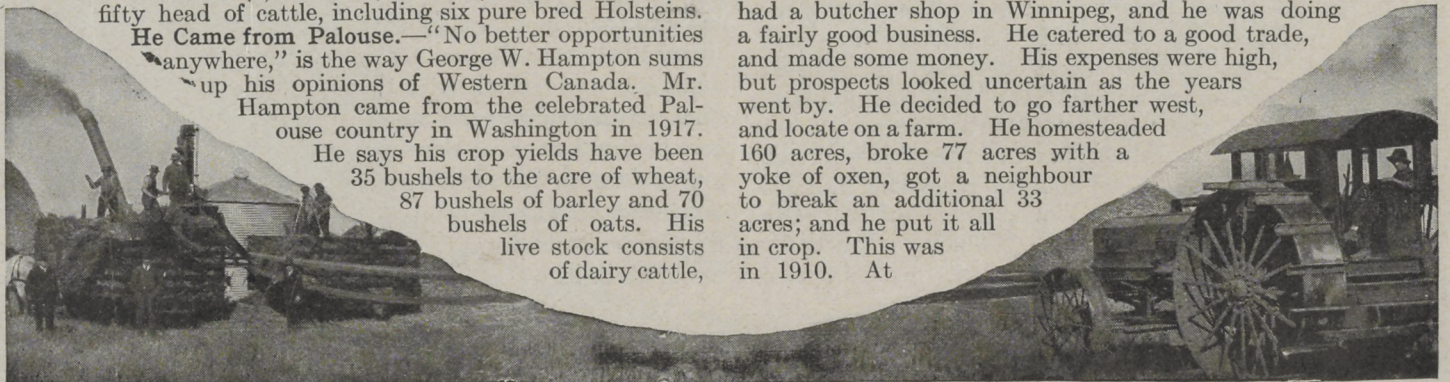 fifty head of cattle, including six pure bred Holsteins.
He Came from Palouse.—"No better opportunities
anywhere," is the way George W. Hampton sums
up his opinions of Western Canada. Mr.
Hampton came from the celebrated Pal-
ouse country in Washington in 1917.
He says his crop yields have been
35 bushels to the acre of wheat,
87 bushels of barley and 70
bushels of oats. His
live stock consists
of dairy cattle,
had a butcher shop in Winnipeg, and he was doing
a fairly good business. He catered to a good trade,
and made some money. His expenses were high,
but prospects looked uncertain as the years
went by. He decided to go farther west,
and locate on a farm. He homesteaded
160 acres, broke 77 acres with a
yoke of oxen, got a neighbour
to break an additional 33
acres; and he put it all
in crop. This was
in 1910. At